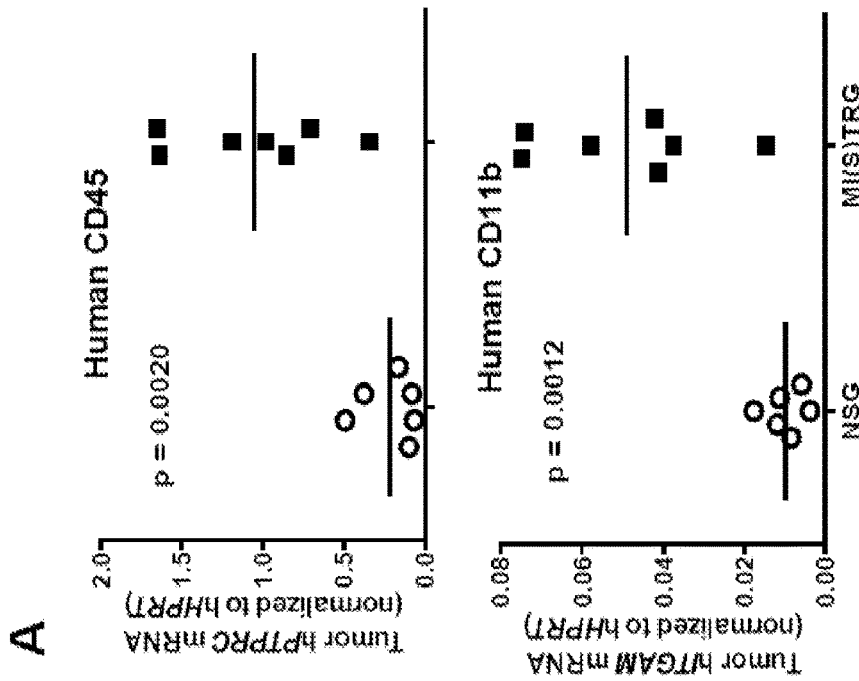 A
Human CD45
p = 0.0020
Tumor hPTPRC mRNA
(normalized to hHPRT)
2.0
1.5
1.0
0.5
0.0
Human CD11b
p = 0.0012
Tumor hITGAM mRNA
(normalized to hHPRT)
0.08
0.06
0.04
0.02
0.00
NSG
MI(S)TRG